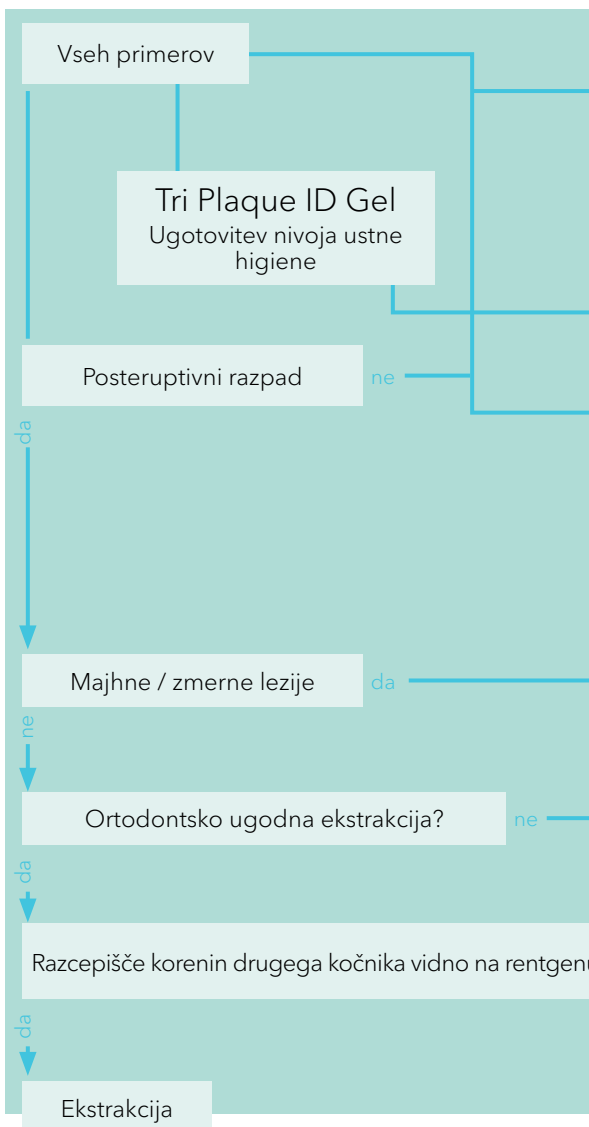 Vseh primerov
Tri Plaque ID Gel
Ugotovitev nivoja ustne
higiene
Posteruptivni razpad
ne
da
Majhne / zmerne lezije
da
ne
Ortodontsko ugodna ekstrakcija?
ne
da
Razcepišče korenin drugega kočnika vidno na rentgenu
da
Ekstrakcija